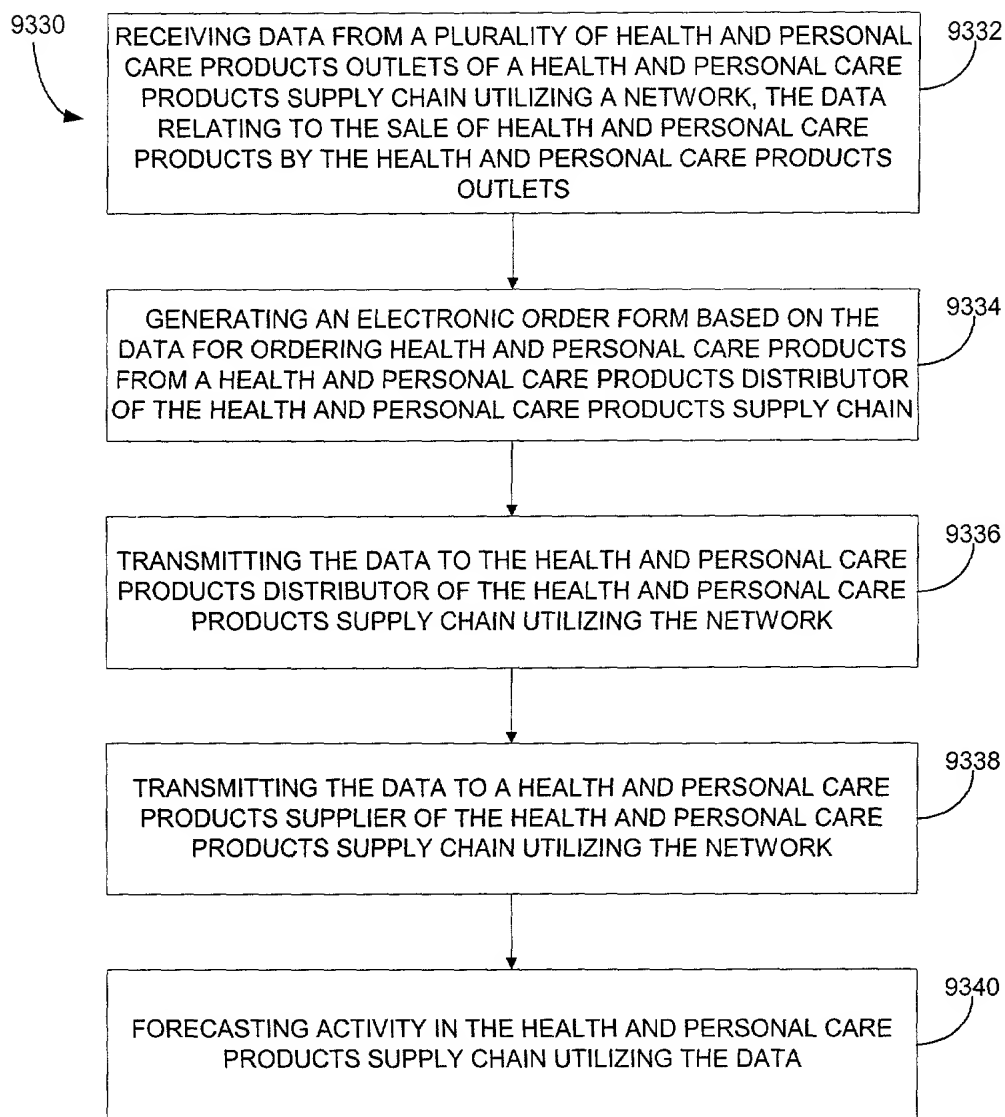 9330
RECEIVING DATA FROM A PLURALITY OF HEALTH AND PERSONAL
CARE PRODUCTS OUTLETS OF A HEALTH AND PERSONAL CARE
PRODUCTS SUPPLY CHAIN UTILIZING A NETWORK, THE DATA
RELATING TO THE SALE OF HEALTH AND PERSONAL CARE
PRODUCTS BY THE HEALTH AND PERSONAL CARE PRODUCTS
OUTLETS
9332
GENERATING AN ELECTRONIC ORDER FORM BASED ON THE
DATA FOR ORDERING HEALTH AND PERSONAL CARE PRODUCTS
FROM A HEALTH AND PERSONAL CARE PRODUCTS DISTRIBUTOR
OF THE HEALTH AND PERSONAL CARE PRODUCTS SUPPLY CHAIN
9334
TRANSMITTING THE DATA TO THE HEALTH AND PERSONAL CARE
PRODUCTS DISTRIBUTOR OF THE HEALTH AND PERSONAL CARE
PRODUCTS SUPPLY CHAIN UTILIZING THE NETWORK
9336
TRANSMITTING THE DATA TO A HEALTH AND PERSONAL CARE
PRODUCTS SUPPLIER OF THE HEALTH AND PERSONAL CARE
PRODUCTS SUPPLY CHAIN UTILIZING THE NETWORK
9338
FORECASTING ACTIVITY IN THE HEALTH AND PERSONAL CARE
PRODUCTS SUPPLY CHAIN UTILIZING THE DATA
9340